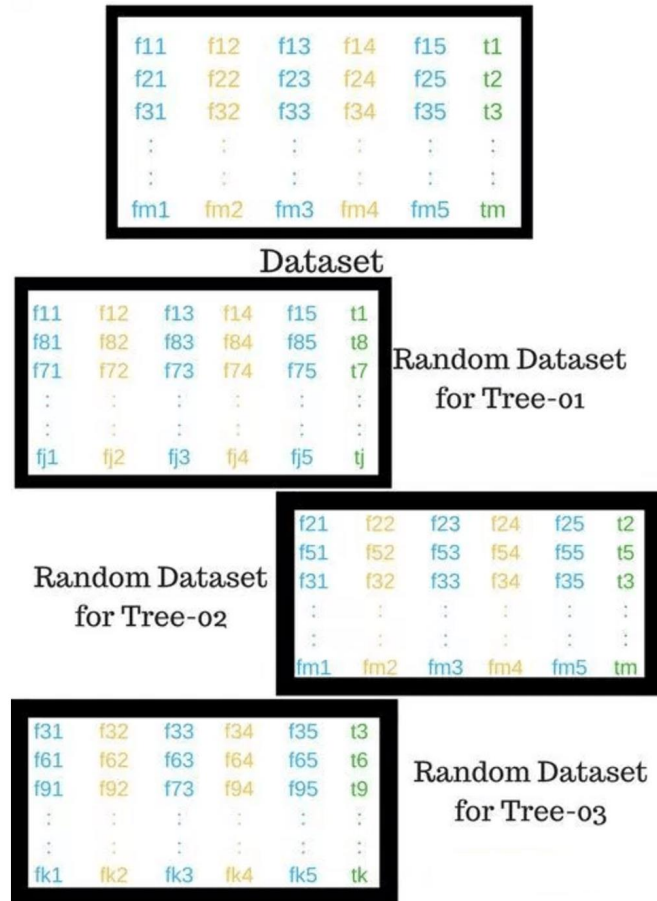 f11 f12 f13 f14 f15 t1
f21 f22 f23 f24 f25 t2
f31 f32 f33 f34 f35 t3
: : : : : :
: : : : : :
fm1 fm2 fm3 fm4 fm5 tm
Dataset
f11 f12 f13 f14 f15 t1
f81 f82 f83 f84 f85 t8
f71 f72 f73 f74 f75 t7
: : : : : :
: : : : : :
fj1 fj2 fj3 fj4 fj5 tj
Random Dataset
for Tree-01
f21 f22 f23 f24 f25 t2
f51 f52 f53 f54 f55 t5
f31 f32 f33 f34 f35 t3
: : : : : :
: : : : : :
fm1 fm2 fm3 fm4 fm5 tm
Random Dataset
for Tree-02
f31 f32 f33 f34 f35 t3
f61 f62 f63 f64 f65 t6
f91 f92 f73 f94 f95 t9
: : : : : :
: : : : : :
fk1 fk2 fk3 fk4 fk5 tk
Random Dataset
for Tree-03